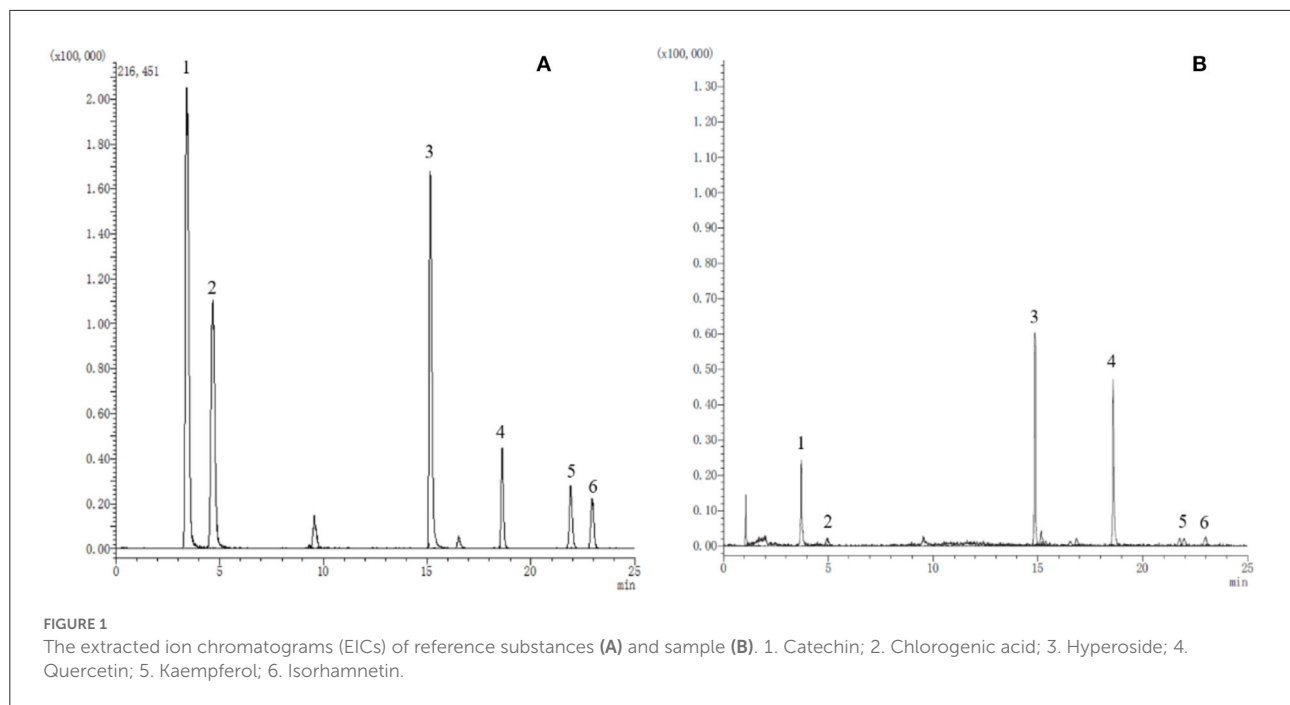 (x100,000)
216,451
A
1
2.00
1.80
3
1.60
1.40
2
1.20
1.00
0.80
0.60
4
0.40
5
6
0.20
0.00
0 5 10 15 20 25
min
(x100,000)
B
1.30
1.20
1.10
1.00
0.90
0.80
0.70
3
0.60
4
0.50
0.40
1
0.30
0.20
2 5 6
0.10
0.00
0 5 10 15 20 25
min
FIGURE 1
The extracted ion chromatograms (EICs) of reference substances (A) and sample (B). 1. Catechin; 2. Chlorogenic acid; 3. Hyperoside; 4.
Quercetin; 5. Kaempferol; 6. Isorhamnetin.